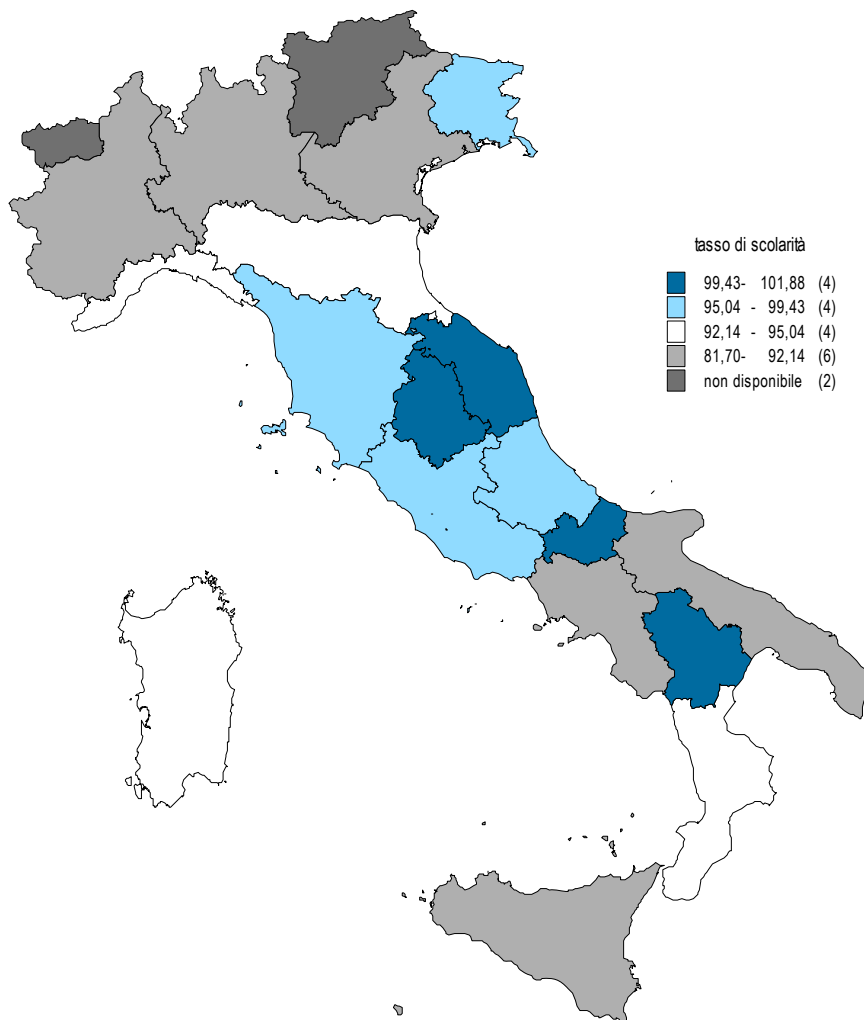 tasso di scolarità
99,43- 101,88 (4)
95,04 - 99,43 (4)
92,14 - 95,04 (4)
81,70- 92,14 (6)
non disponibile (2)